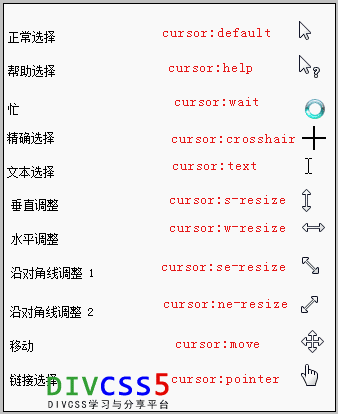 正常选择 cursor:default
帮助选择 cursor:help
忙 cursor:wait
精确选择 cursor:crosshair
文本选择 cursor:text
垂直调整 cursor:s-resize
水平调整 cursor:w-resize
沿对角线调整 1 cursor:se-resize
沿对角线调整 2 cursor:ne-resize
移动 cursor:move
链接选择 cursor:pointer
DIVCSS5
DIVCSS学习与分享平台